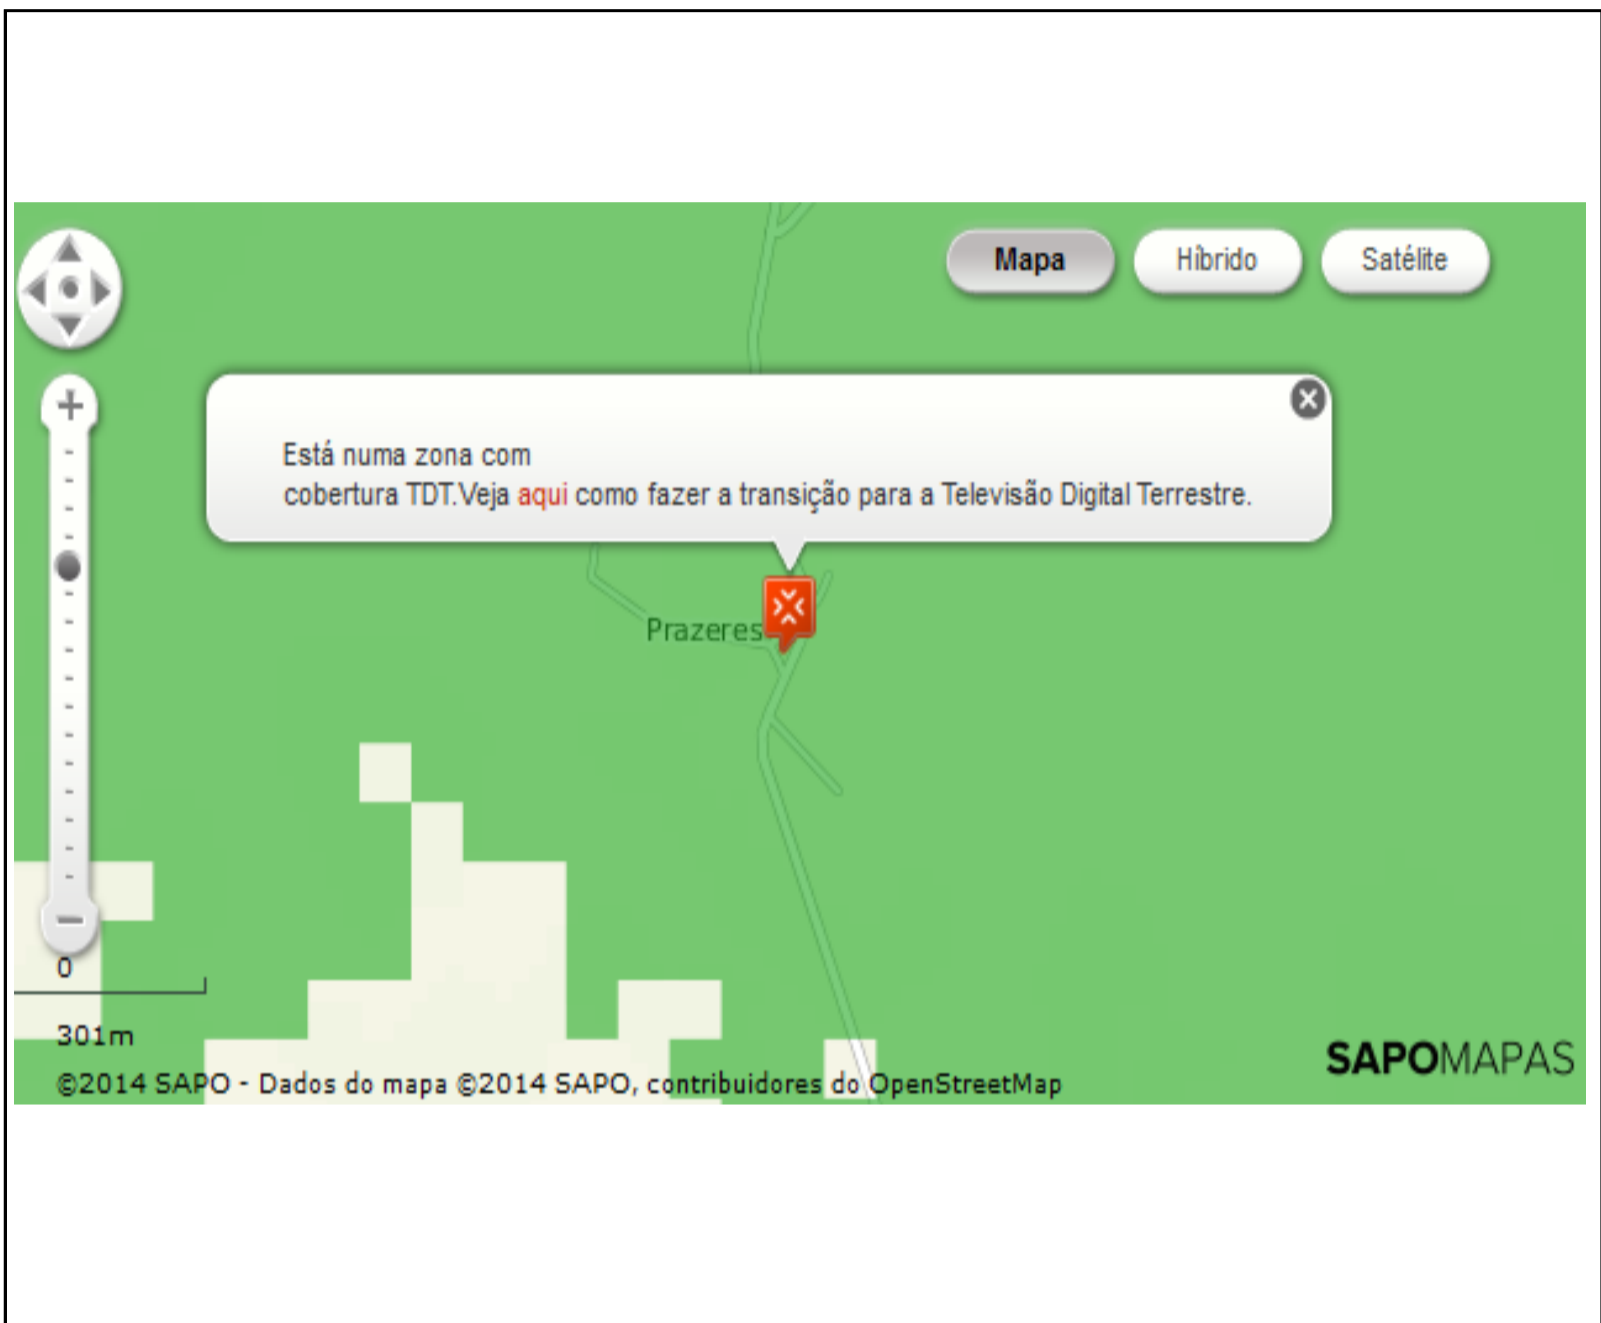 Mapa Híbrido Satélite
Está numa zona com
cobertura TDT.Veja aqui como fazer a transição para a Televisão Digital Terrestre.
Prazeres
0
301m
SAPOMAPAS
©2014 SAPO - Dados do mapa ©2014 SAPO, contribuidores do OpenStreetMap